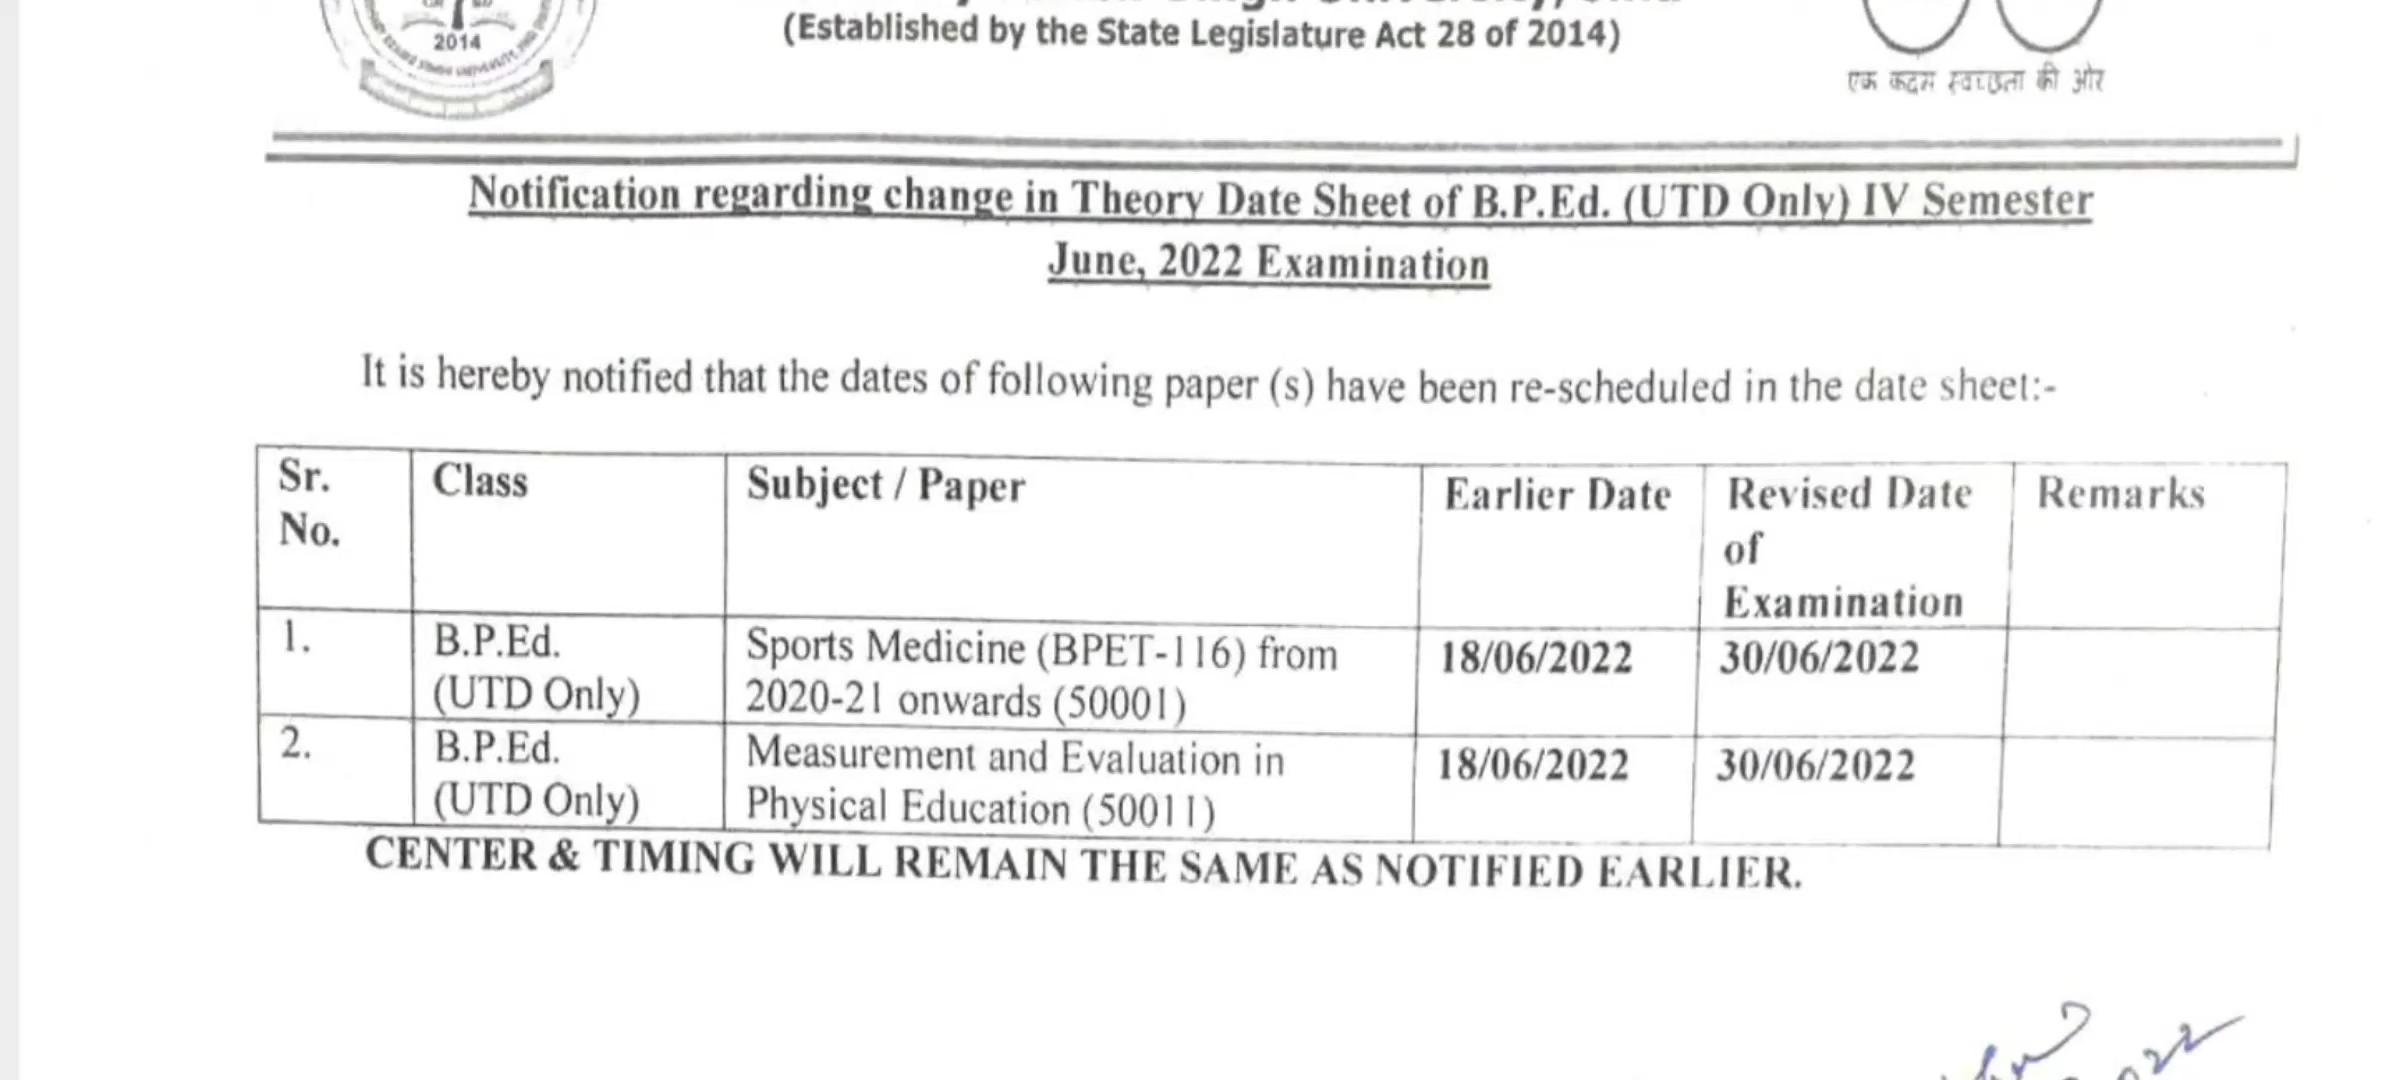 2014
(Established by the State Legislature Act 28 of 2014)
एक कदम स्वच्छता की ओर
Notification regarding change in Theory Date Sheet of B.P.Ed. (UTD Only) IV Semester
June, 2022 Examination
It is hereby notified that the dates of following paper (s) have been re-scheduled in the date sheet:-
Sr. No. Class Subject / Paper Earlier Date Revised Date of Examination Remarks
1. B.P.Ed. (UTD Only) Sports Medicine (BPET-116) from 2020-21 onwards (50001) 18/06/2022 30/06/2022
2. B.P.Ed. (UTD Only) Measurement and Evaluation in Physical Education (50011) 18/06/2022 30/06/2022
CENTER & TIMING WILL REMAIN THE SAME AS NOTIFIED EARLIER.